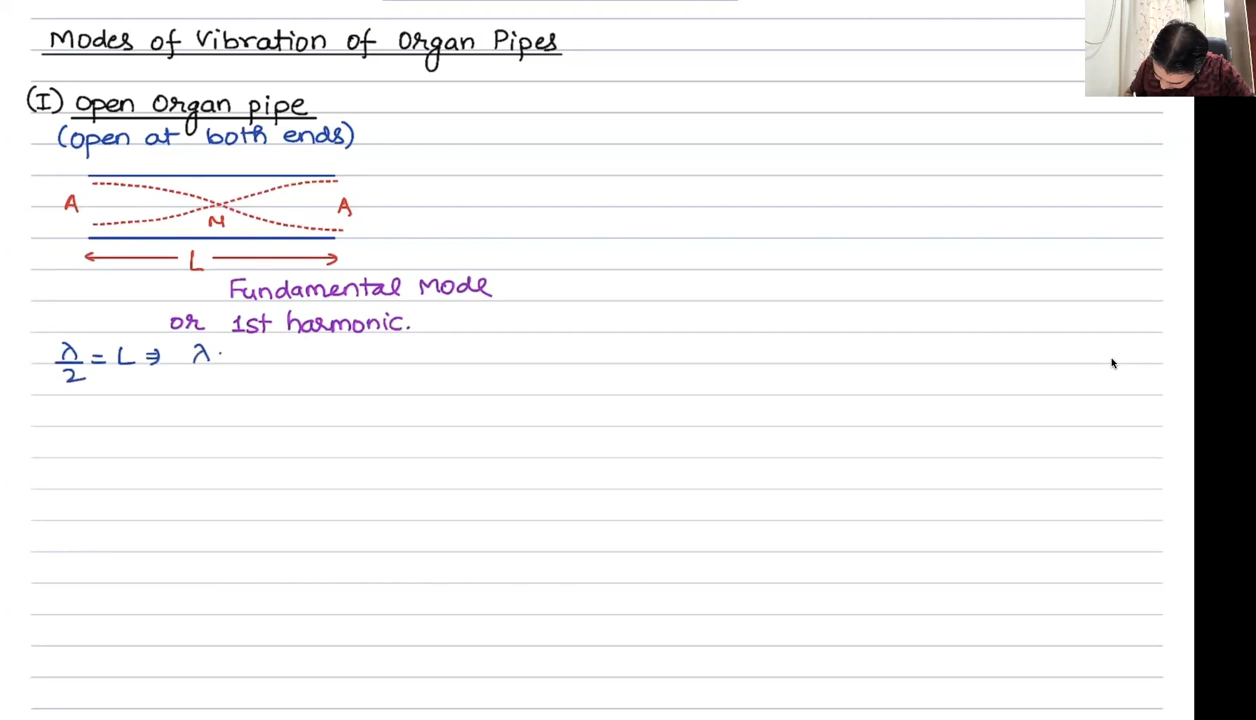 Modes of Vibration of Organ Pipes
(I) Open Organ pipe
(open at both ends)
A N A
L
Fundamental Mode
or 1st harmonic.
λ/2 = L ⇒ λ